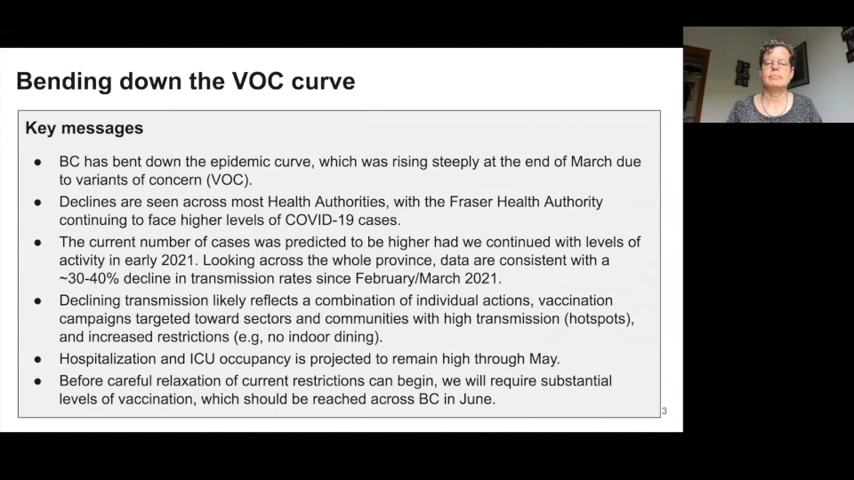 Bending down the VOC curve
Key messages
● BC has bent down the epidemic curve, which was rising steeply at the end of March due
to variants of concern (VOC).
● Declines are seen across most Health Authorities, with the Fraser Health Authority
continuing to face higher levels of COVID-19 cases.
● The current number of cases was predicted to be higher had we continued with levels of
activity in early 2021. Looking across the whole province, data are consistent with a
~30-40% decline in transmission rates since February/March 2021.
● Declining transmission likely reflects a combination of individual actions, vaccination
campaigns targeted toward sectors and communities with high transmission (hotspots),
and increased restrictions (e.g, no indoor dining).
● Hospitalization and ICU occupancy is projected to remain high through May.
● Before careful relaxation of current restrictions can begin, we will require substantial
levels of vaccination, which should be reached across BC in June.
3